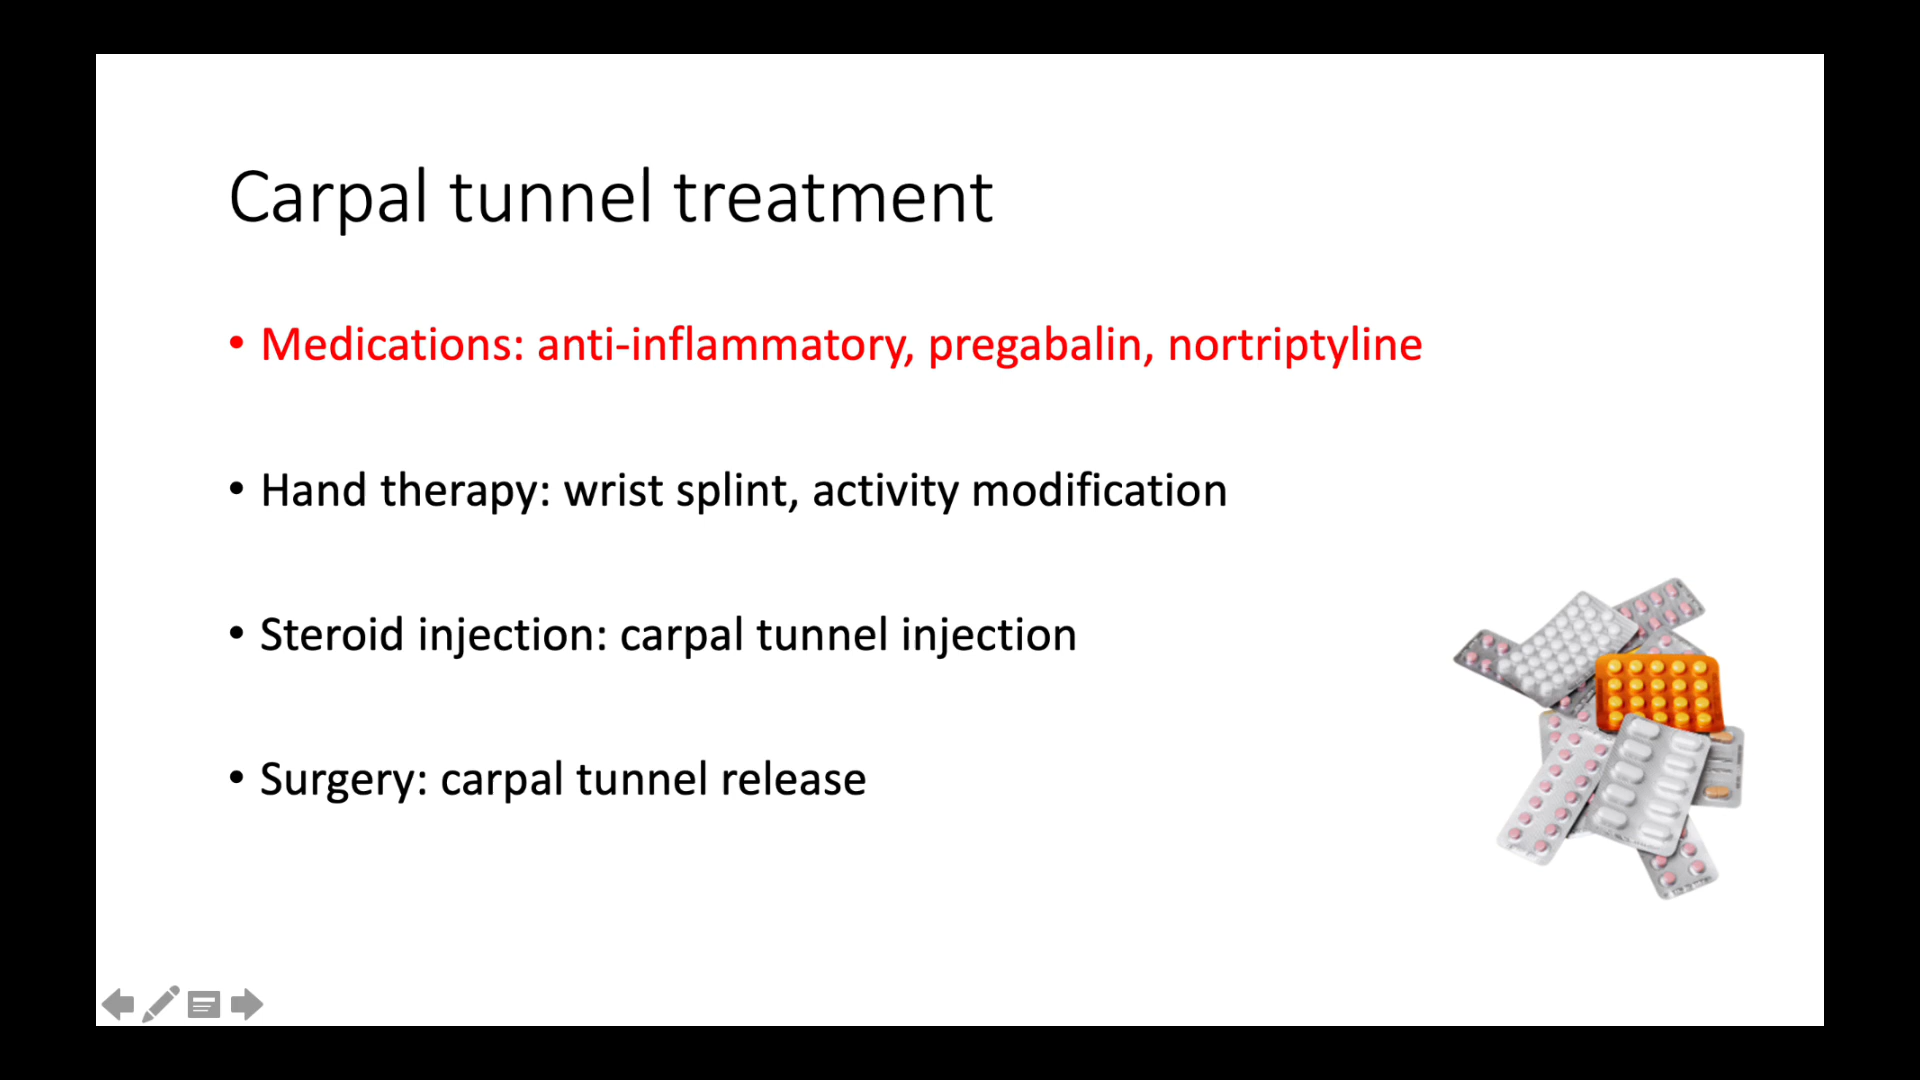 Carpal tunnel treatment
• Medications: anti-inflammatory, pregabalin, nortriptyline
• Hand therapy: wrist splint, activity modification
• Steroid injection: carpal tunnel injection
• Surgery: carpal tunnel release